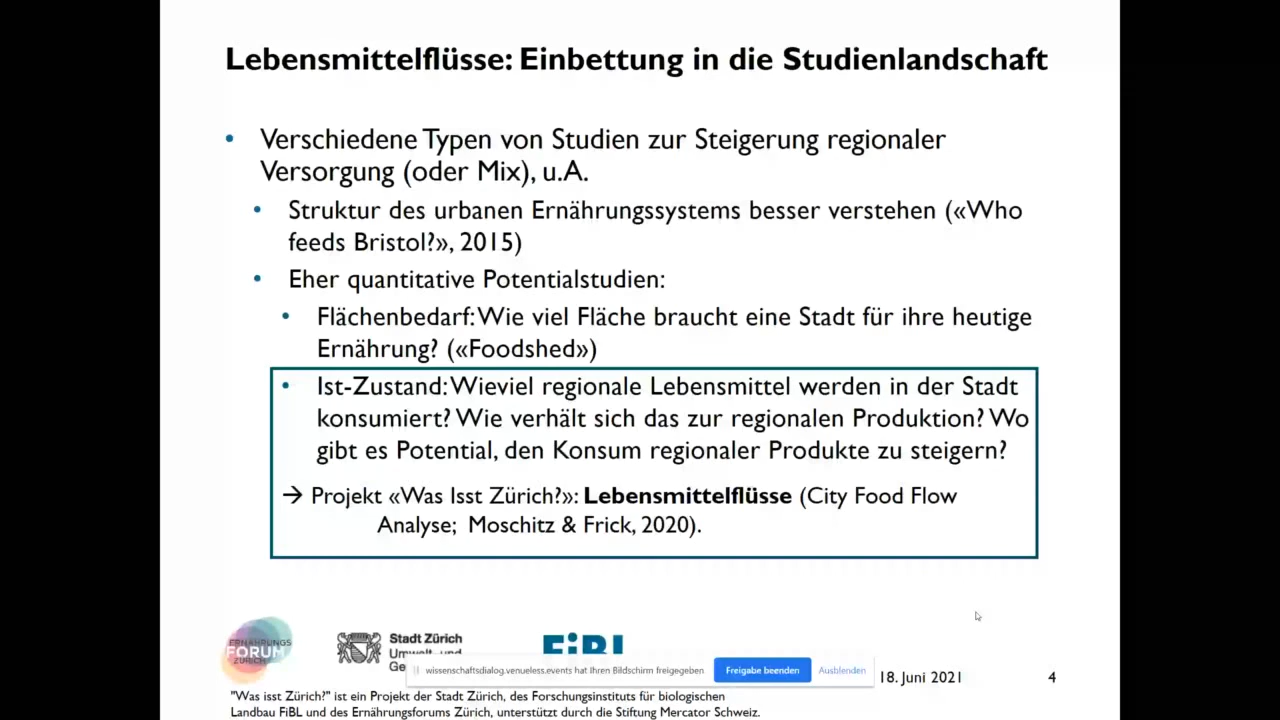 Lebensmittelflüsse: Einbettung in die Studienlandschaft
• Verschiedene Typen von Studien zur Steigerung regionaler
Versorgung (oder Mix), u.A.
• Struktur des urbanen Ernährungssystems besser verstehen («Who
feeds Bristol?», 2015)
• Eher quantitative Potentialstudien:
• Flächenbedarf: Wie viel Fläche braucht eine Stadt für ihre heutige
Ernährung? («Foodshed»)
• Ist-Zustand: Wieviel regionale Lebensmittel werden in der Stadt
konsumiert? Wie verhält sich das zur regionalen Produktion? Wo
gibt es Potential, den Konsum regionaler Produkte zu steigern?
→ Projekt «Was Isst Zürich?»: Lebensmittelflüsse (City Food Flow
Analyse; Moschitz & Frick, 2020).
ERNÄHRUNGS
FORUM
ZÜRICH
Stadt Zürich
FiBL
wissenschaftsdialog.venueless.events hat Ihren Bildschirm freigegeben
Freigabe beenden
Ausblenden
18. Juni 2021
4
"Was isst Zürich?" ist ein Projekt der Stadt Zürich, des Forschungsinstituts für biologischen
Landbau FiBL und des Ernährungsforums Zürich, unterstützt durch die Stiftung Mercator Schweiz.